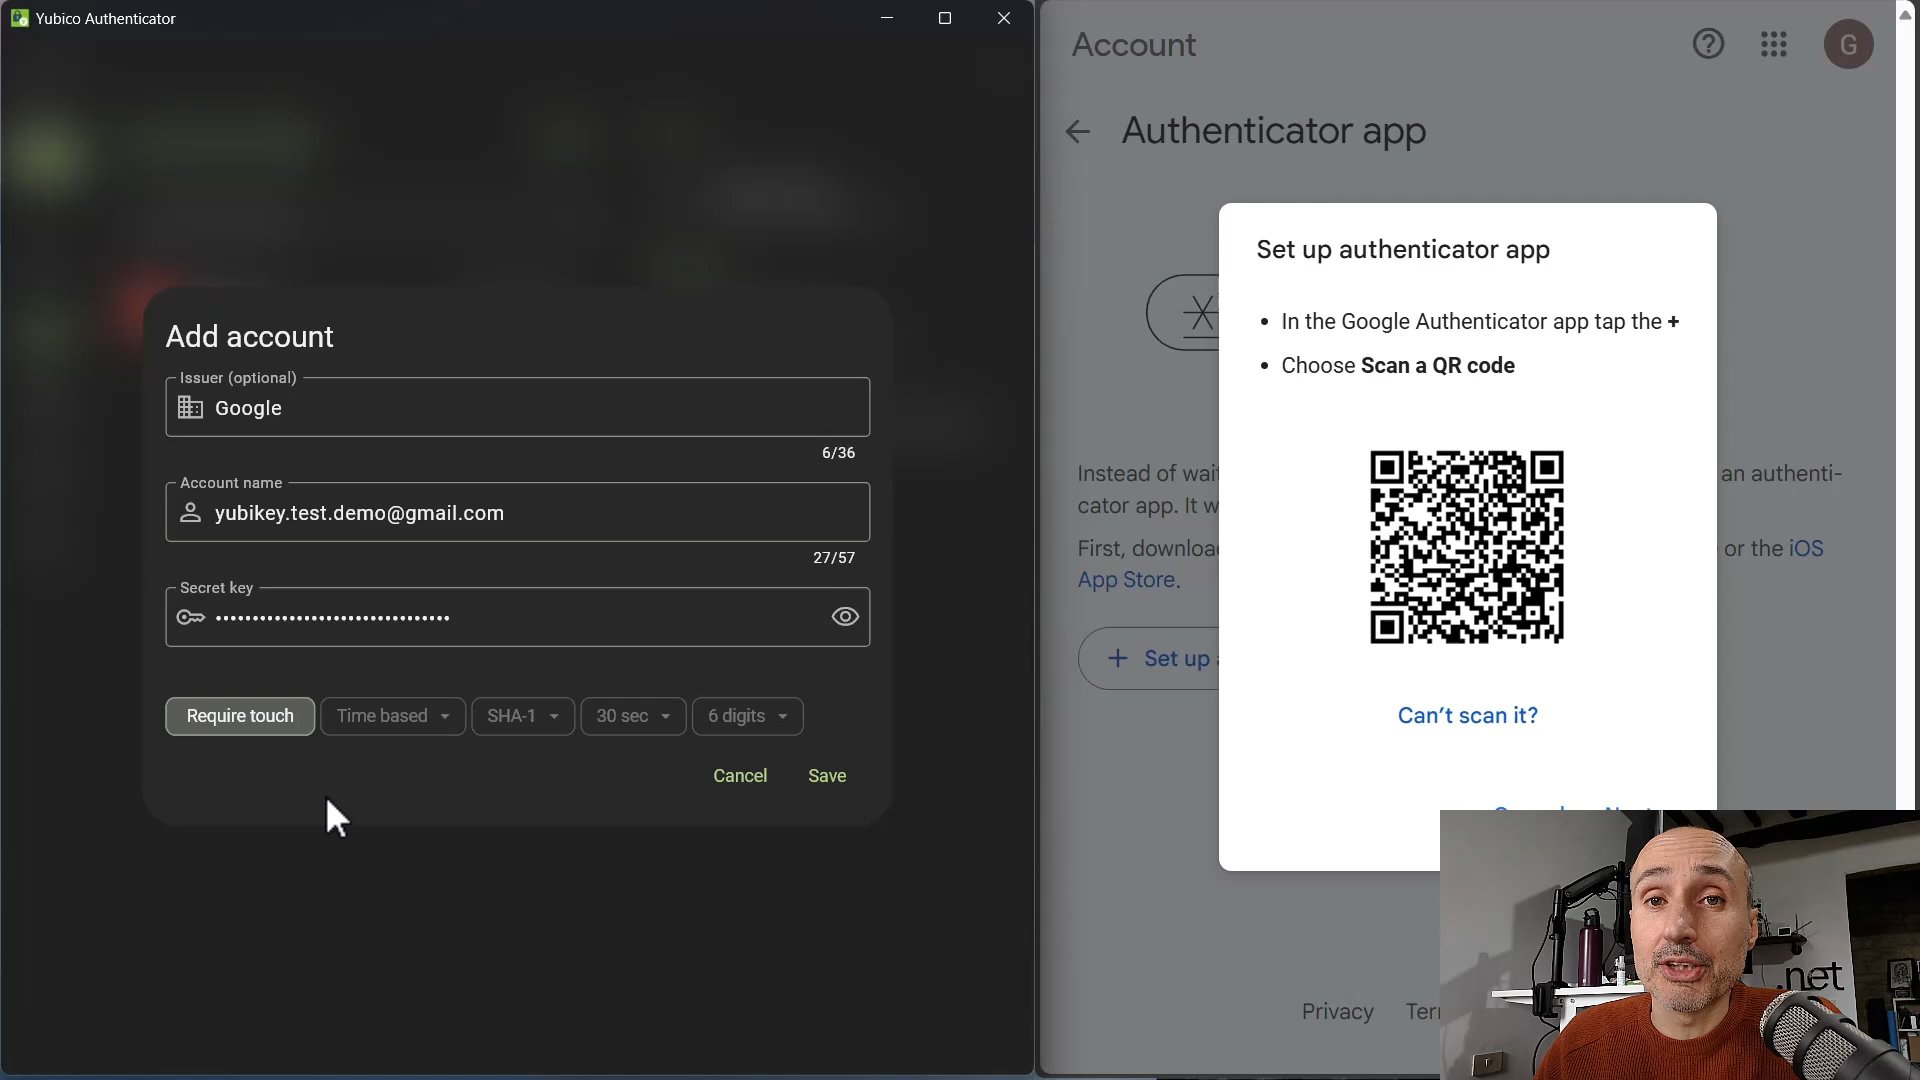 Yubico Authenticator
Add account
Issuer (optional)
Google
6/36
Account name
yubikey.test.demo@gmail.com
27/57
Secret key
Require touch
Time based
SHA-1
30 sec
6 digits
Cancel
Save
Account
G
Authenticator app
Set up authenticator app
• In the Google Authenticator app tap the +
• Choose Scan a QR code
Instead of wait
an authenti-
cator app. It w
First, downloa
or the iOS
App Store.
+ Set up
Can't scan it?
Privacy
.net